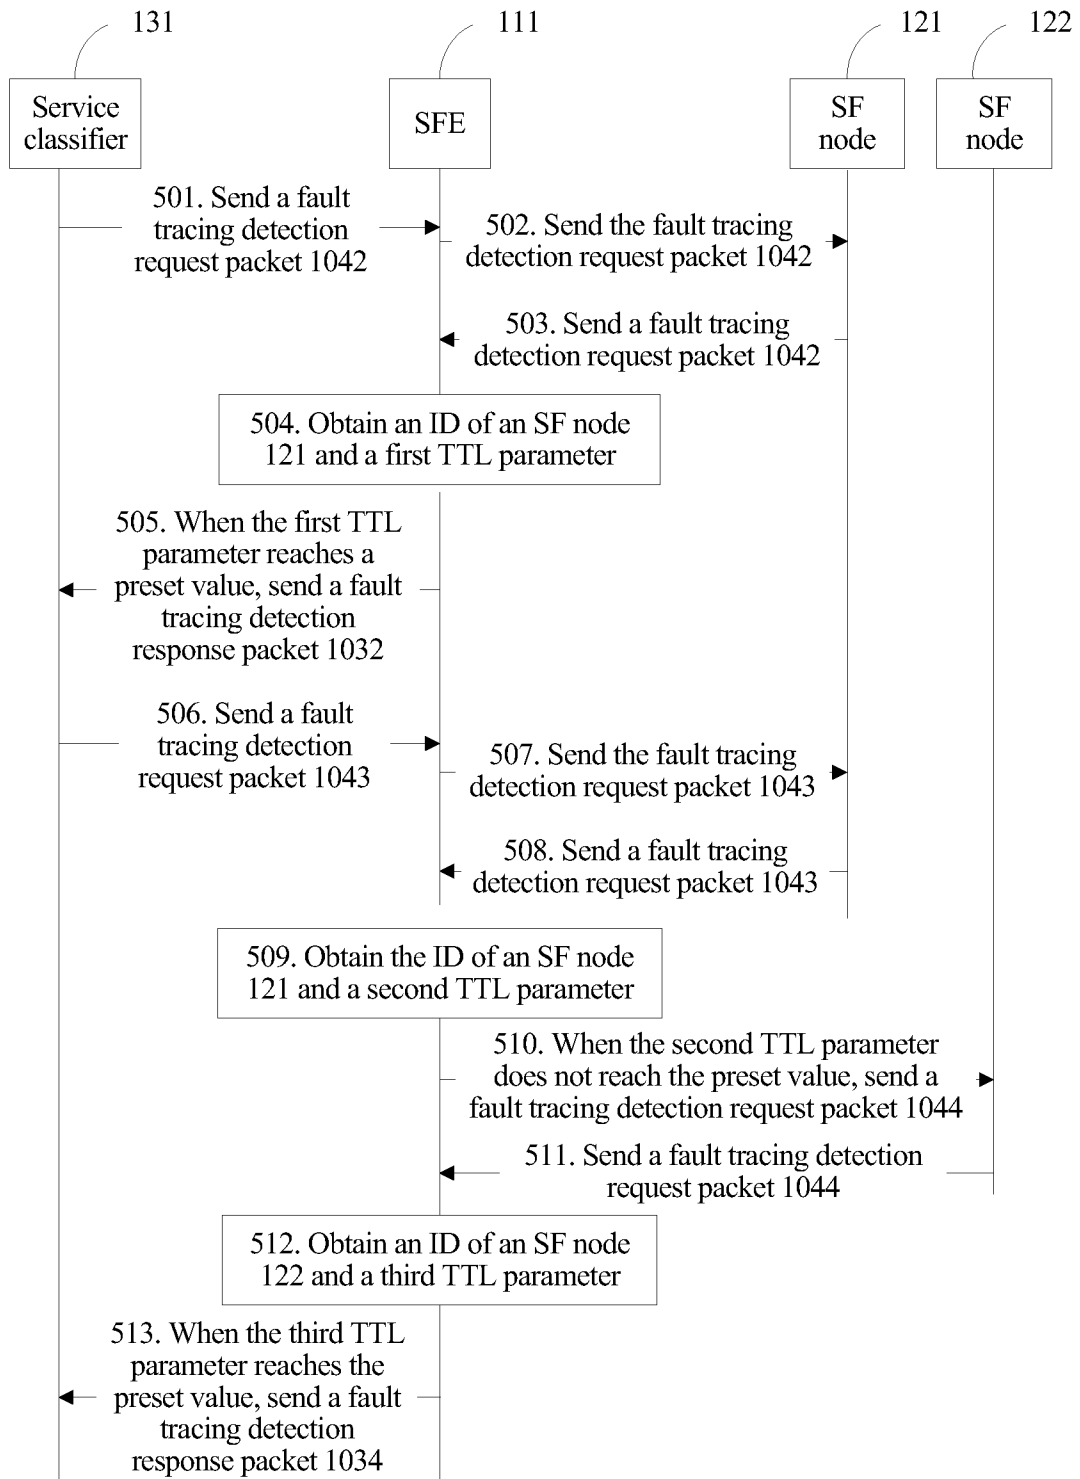 131
111
121
122
Service
classifier
SFE
SF
node
SF
node
501. Send a fault
tracing detection
request packet 1042
502. Send the fault tracing
detection request packet 1042
503. Send a fault tracing
detection request packet 1042
504. Obtain an ID of an SF node
121 and a first TTL parameter
505. When the first TTL
parameter reaches a
preset value, send a fault
tracing detection
response packet 1032
506. Send a fault
tracing detection
request packet 1043
507. Send the fault tracing
detection request packet 1043
508. Send a fault tracing
detection request packet 1043
509. Obtain the ID of an SF node
121 and a second TTL parameter
510. When the second TTL parameter
does not reach the preset value, send a
fault tracing detection request packet 1044
511. Send a fault tracing detection
request packet 1044
512. Obtain an ID of an SF node
122 and a third TTL parameter
513. When the third TTL
parameter reaches the
preset value, send a fault
tracing detection
response packet 1034